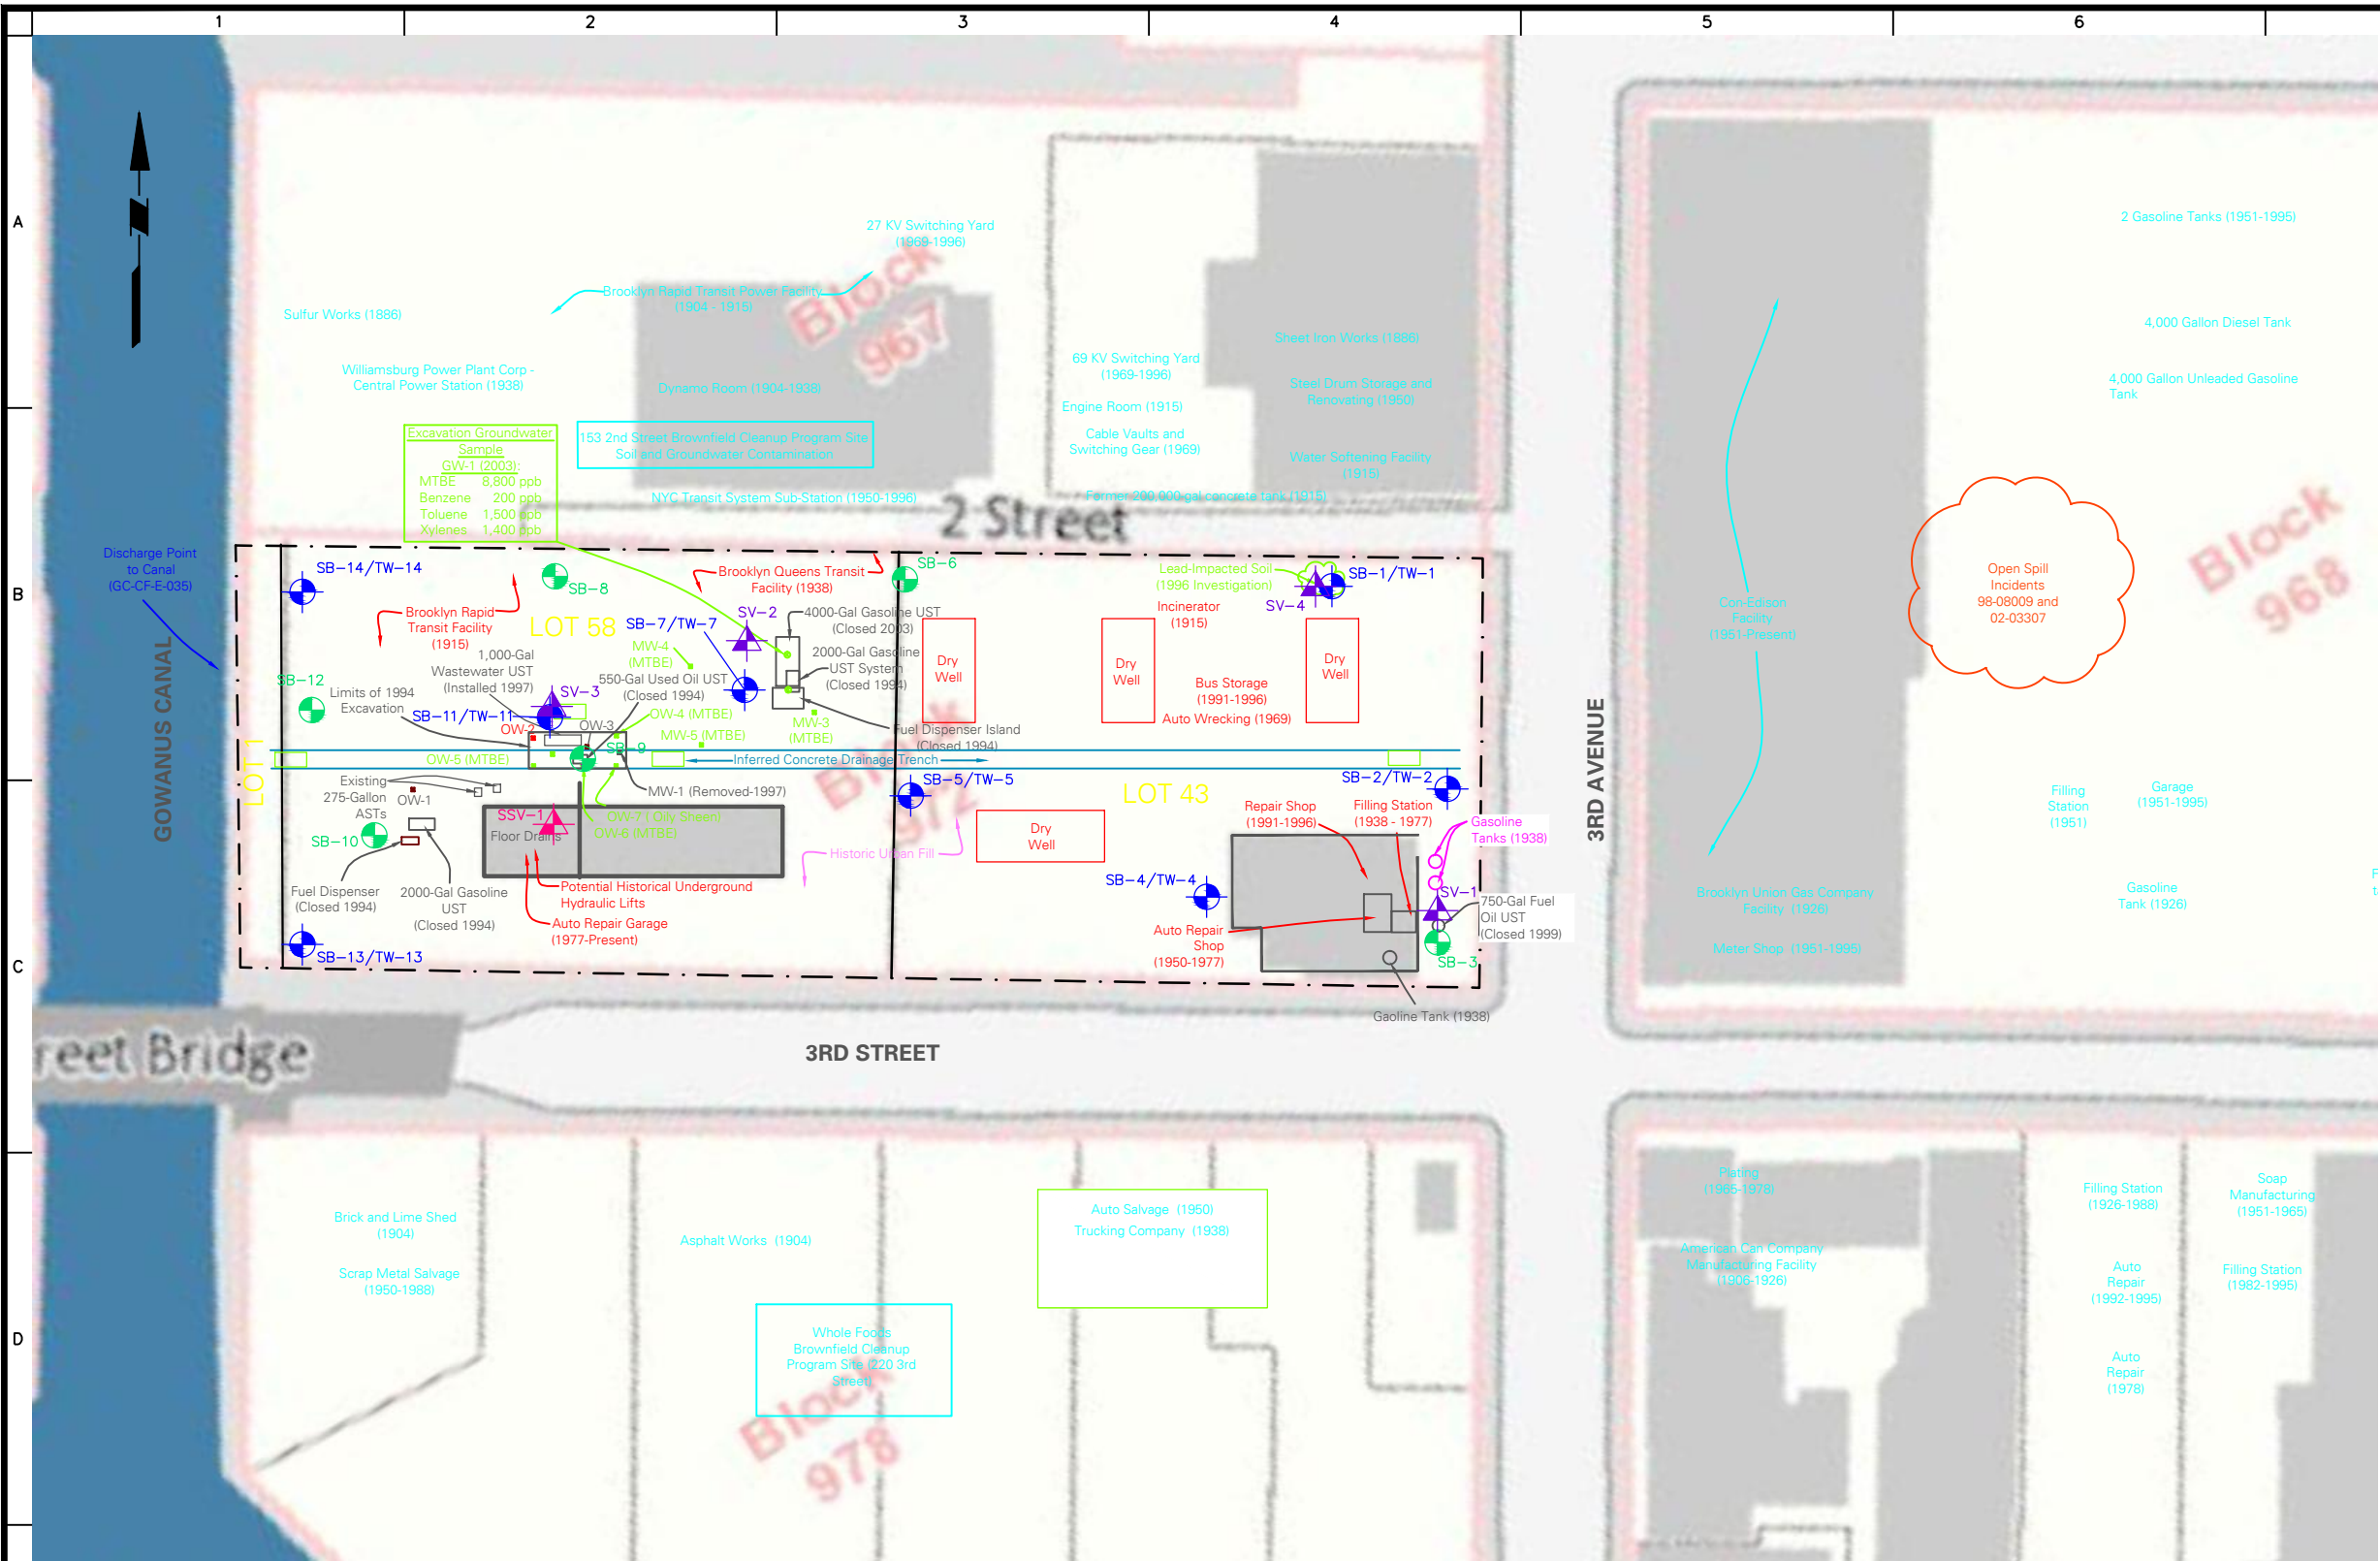 1
2
3
4
5
6
A
B
C
D
27 KV Switching Yard
(1969-1996)
Brooklyn Rapid Transit Power Facility
(1904 - 1915)
Sulfur Works (1886)
Williamsburg Power Plant Corp -
Central Power Station (1938)
Dynamo Room (1904-1938)
Block
967
153 2nd Street Brownfield Cleanup Program Site
Soil and Groundwater Contamination
NYC Transit System Sub-Station (1950-1996)
69 KV Switching Yard
(1969-1996)
Engine Room (1915)
Cable Vaults and
Switching Gear (1969)
Sheet Iron Works (1886)
Steel Drum Storage and
Renovating (1950)
Water Softening Facility
(1915)
Former 200,000-gal concrete tank (1915)
2 Gasoline Tanks (1951-1995)
4,000 Gallon Diesel Tank
4,000 Gallon Unleaded Gasoline
Tank
Excavation Groundwater
Sample
GW-1 (2003):
MTBE 8,800 ppb
Benzene 200 ppb
Toluene 1,500 ppb
Xylenes 1,400 ppb
2 Street
Discharge Point
to Canal
(GC-CF-E-035)
GOWANUS CANAL
LOT 1
SB-14/TW-14
SB-8
Brooklyn Queens Transit
Facility (1938)
SB-6
Lead-Impacted Soil
(1996 Investigation)
SB-1/TW-1
SV-4
Incinerator
(1915)
Brooklyn Rapid
Transit Facility
(1915)
LOT 58
SB-7/TW-7
SV-2
4000-Gal Gasoline UST
(Closed 2003)
MW-4
(MTBE)
2000-Gal Gasoline
UST System
(Closed 1994)
1,000-Gal
Wastewater UST
(Installed 1997)
550-Gal Used Oil UST
(Closed 1994)
SB-12
Limits of 1994
Excavation
SV-3
SB-11/TW-11
OW-2
OW-3
OW-4 (MTBE)
MW-5 (MTBE)
MW-3
(MTBE)
Fuel Dispenser Island
(Closed 1994)
Dry
Well
Dry
Well
Dry
Well
Bus Storage
(1991-1996)
Auto Wrecking (1969)
OW-5 (MTBE)
SB-9
Inferred Concrete Drainage Trench
Existing
275-Gallon
ASTs
OW-1
MW-1 (Removed-1997)
Block
972
SB-5/TW-5
LOT 43
SB-2/TW-2
SB-10
SSV-1
Floor Drains
OW-7 ( Oily Sheen)
OW-6 (MTBE)
Historic Urban Fill
Dry
Well
Repair Shop
(1991-1996)
Filling Station
(1938 - 1977)
Gasoline
Tanks (1938)
Fuel Dispenser
(Closed 1994)
2000-Gal Gasoline
UST
(Closed 1994)
Potential Historical Underground
Hydraulic Lifts
Auto Repair Garage
(1977-Present)
SB-4/TW-4
Auto Repair
Shop
(1950-1977)
SV-1
750-Gal Fuel
Oil UST
(Closed 1999)
SB-3
SB-13/TW-13
Gaoline Tank (1938)
3RD AVENUE
Con-Edison
Facility
(1951-Present)
Open Spill
Incidents
98-08009 and
02-03307
Block
968
Filling
Station
(1951)
Garage
(1951-1995)
Brooklyn Union Gas Company
Facility (1926)
Gasoline
Tank (1926)
Meter Shop (1951-1995)
reet Bridge
3RD STREET
Brick and Lime Shed
(1904)
Scrap Metal Salvage
(1950-1988)
Asphalt Works (1904)
Auto Salvage (1950)
Trucking Company (1938)
Whole Foods
Brownfield Cleanup
Program Site (220 3rd
Street)
Block
978
Plating
(1965-1978)
American Can Company
Manufacturing Facility
(1906-1926)
Filling Station
(1926-1988)
Soap
Manufacturing
(1951-1965)
Auto
Repair
(1992-1995)
Filling Station
(1982-1995)
Auto
Repair
(1978)